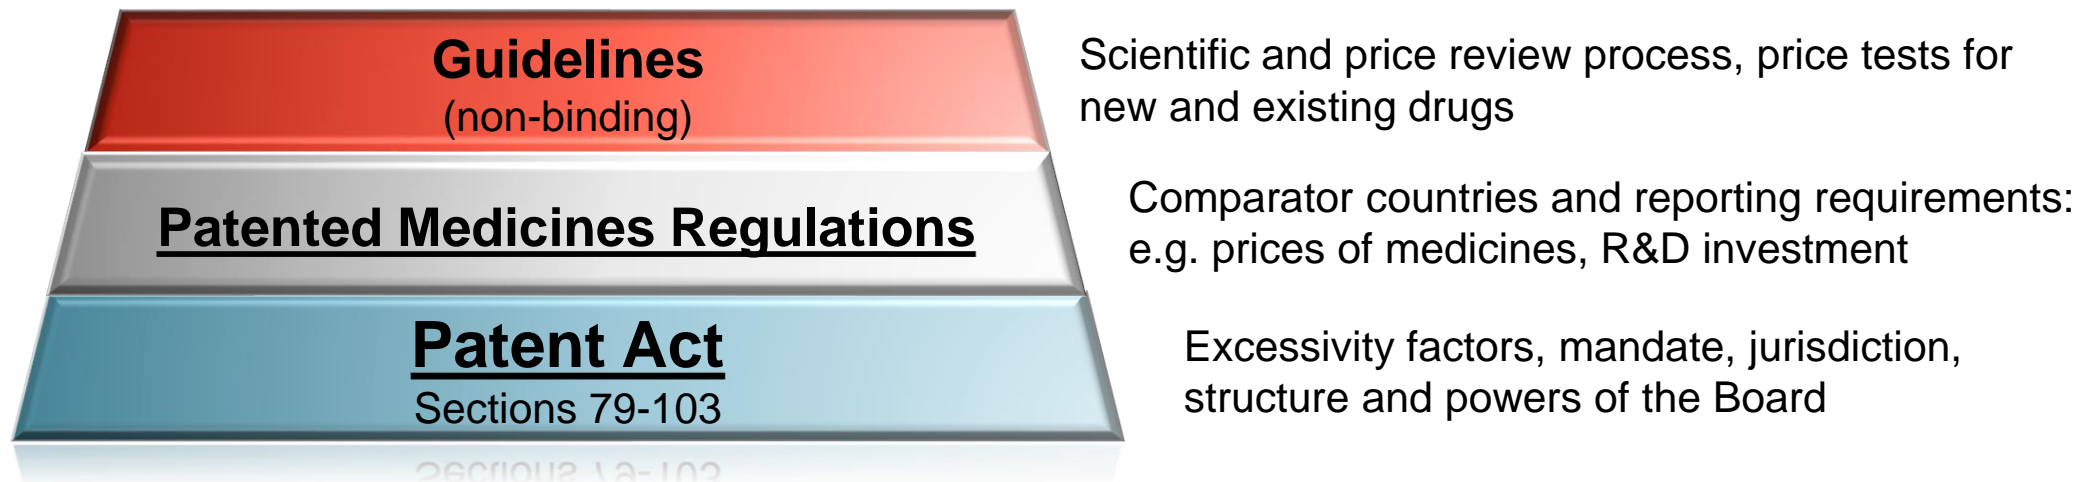 Guidelines
(non-binding)
Scientific and price review process, price tests for
new and existing drugs
Patented Medicines Regulations
Comparator countries and reporting requirements:
e.g. prices of medicines, R&D investment
Patent Act
Sections 79-103
Excessivity factors, mandate, jurisdiction,
structure and powers of the Board